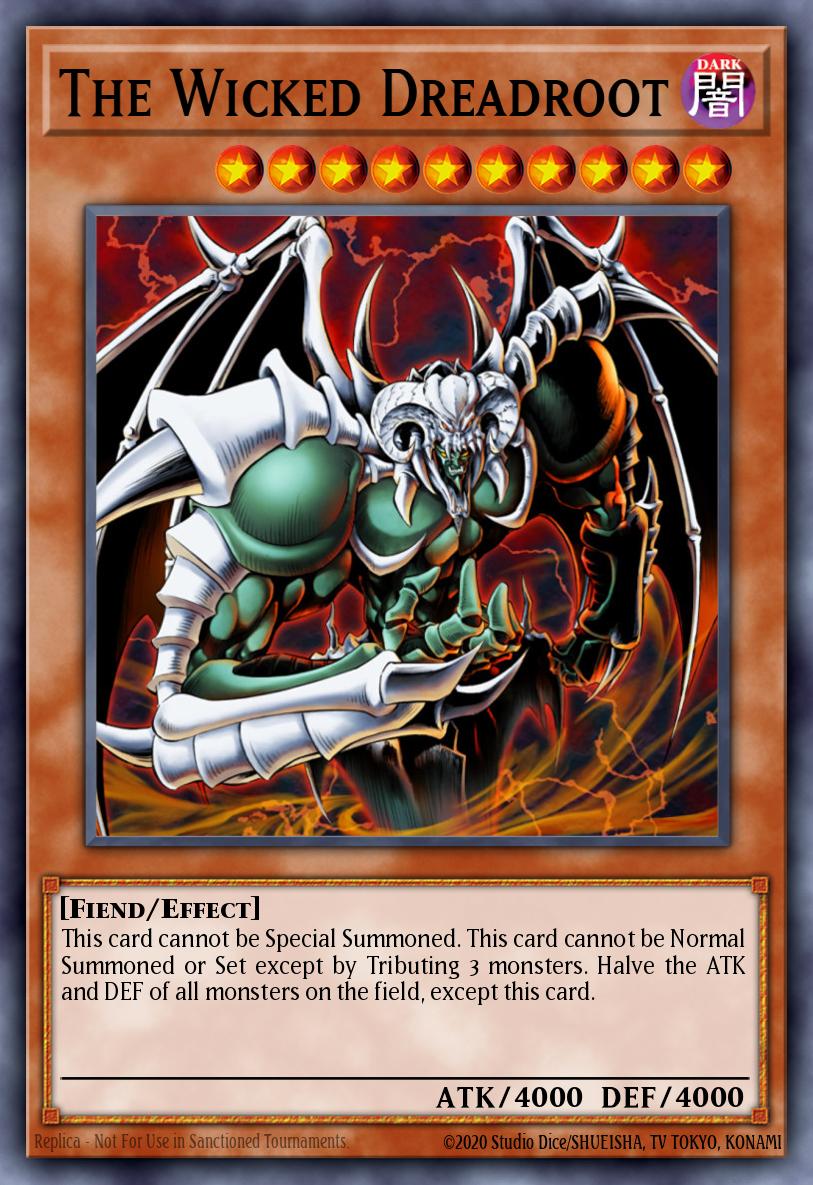 The Wicked Dreadroot
DARK
闇
[Fiend/Effect]
This card cannot be Special Summoned. This card cannot be Normal
Summoned or Set except by Tributing 3 monsters. Halve the ATK
and DEF of all monsters on the field, except this card.
ATK/4000 DEF/4000
Replica - Not For Use in Sanctioned Tournaments.
©2020 Studio Dice/SHUEISHA, TV TOKYO, KONAMI